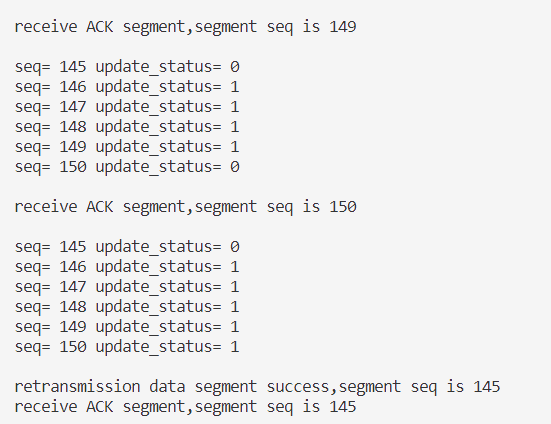 receive ACK segment,segment seq is 149
seq= 145 update_status= 0
seq= 146 update_status= 1
seq= 147 update_status= 1
seq= 148 update_status= 1
seq= 149 update_status= 1
seq= 150 update_status= 0
receive ACK segment,segment seq is 150
seq= 145 update_status= 0
seq= 146 update_status= 1
seq= 147 update_status= 1
seq= 148 update_status= 1
seq= 149 update_status= 1
seq= 150 update_status= 1
retransmission data segment success,segment seq is 145
receive ACK segment,segment seq is 145